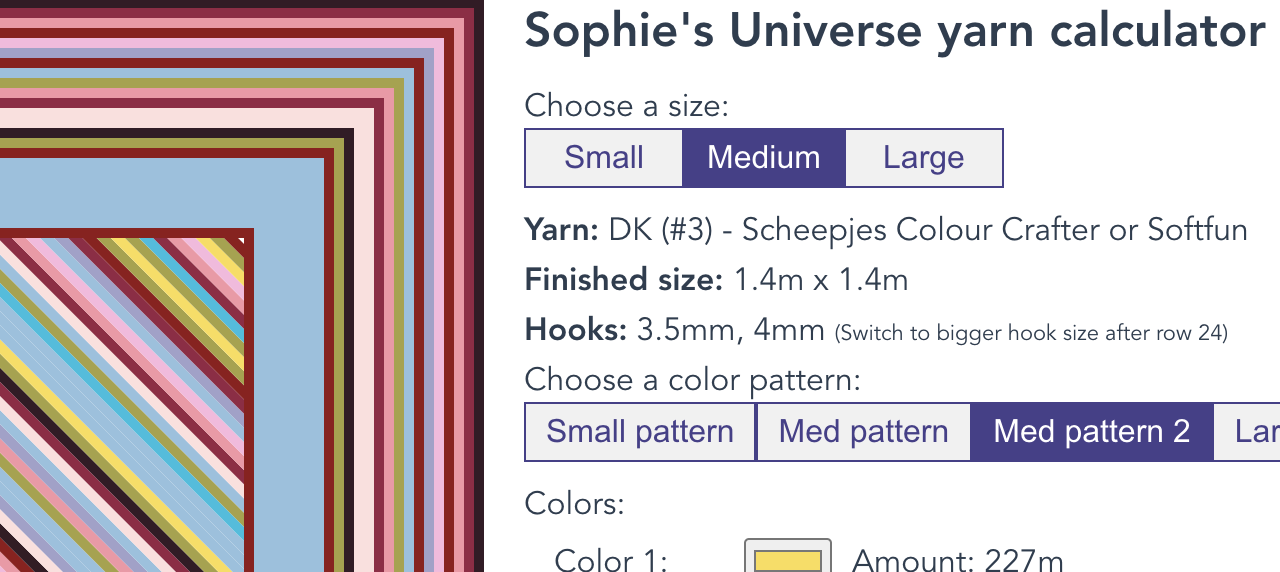 Sophie's Universe yarn calculator
Choose a size:
Small Medium Large
Yarn: DK (#3) - Scheepjes Colour Crafter or Softfun
Finished size: 1.4m x 1.4m
Hooks: 3.5mm, 4mm (Switch to bigger hook size after row 24)
Choose a color pattern:
Small pattern Med pattern Med pattern 2
Colors:
Color 1: Amount: 227m